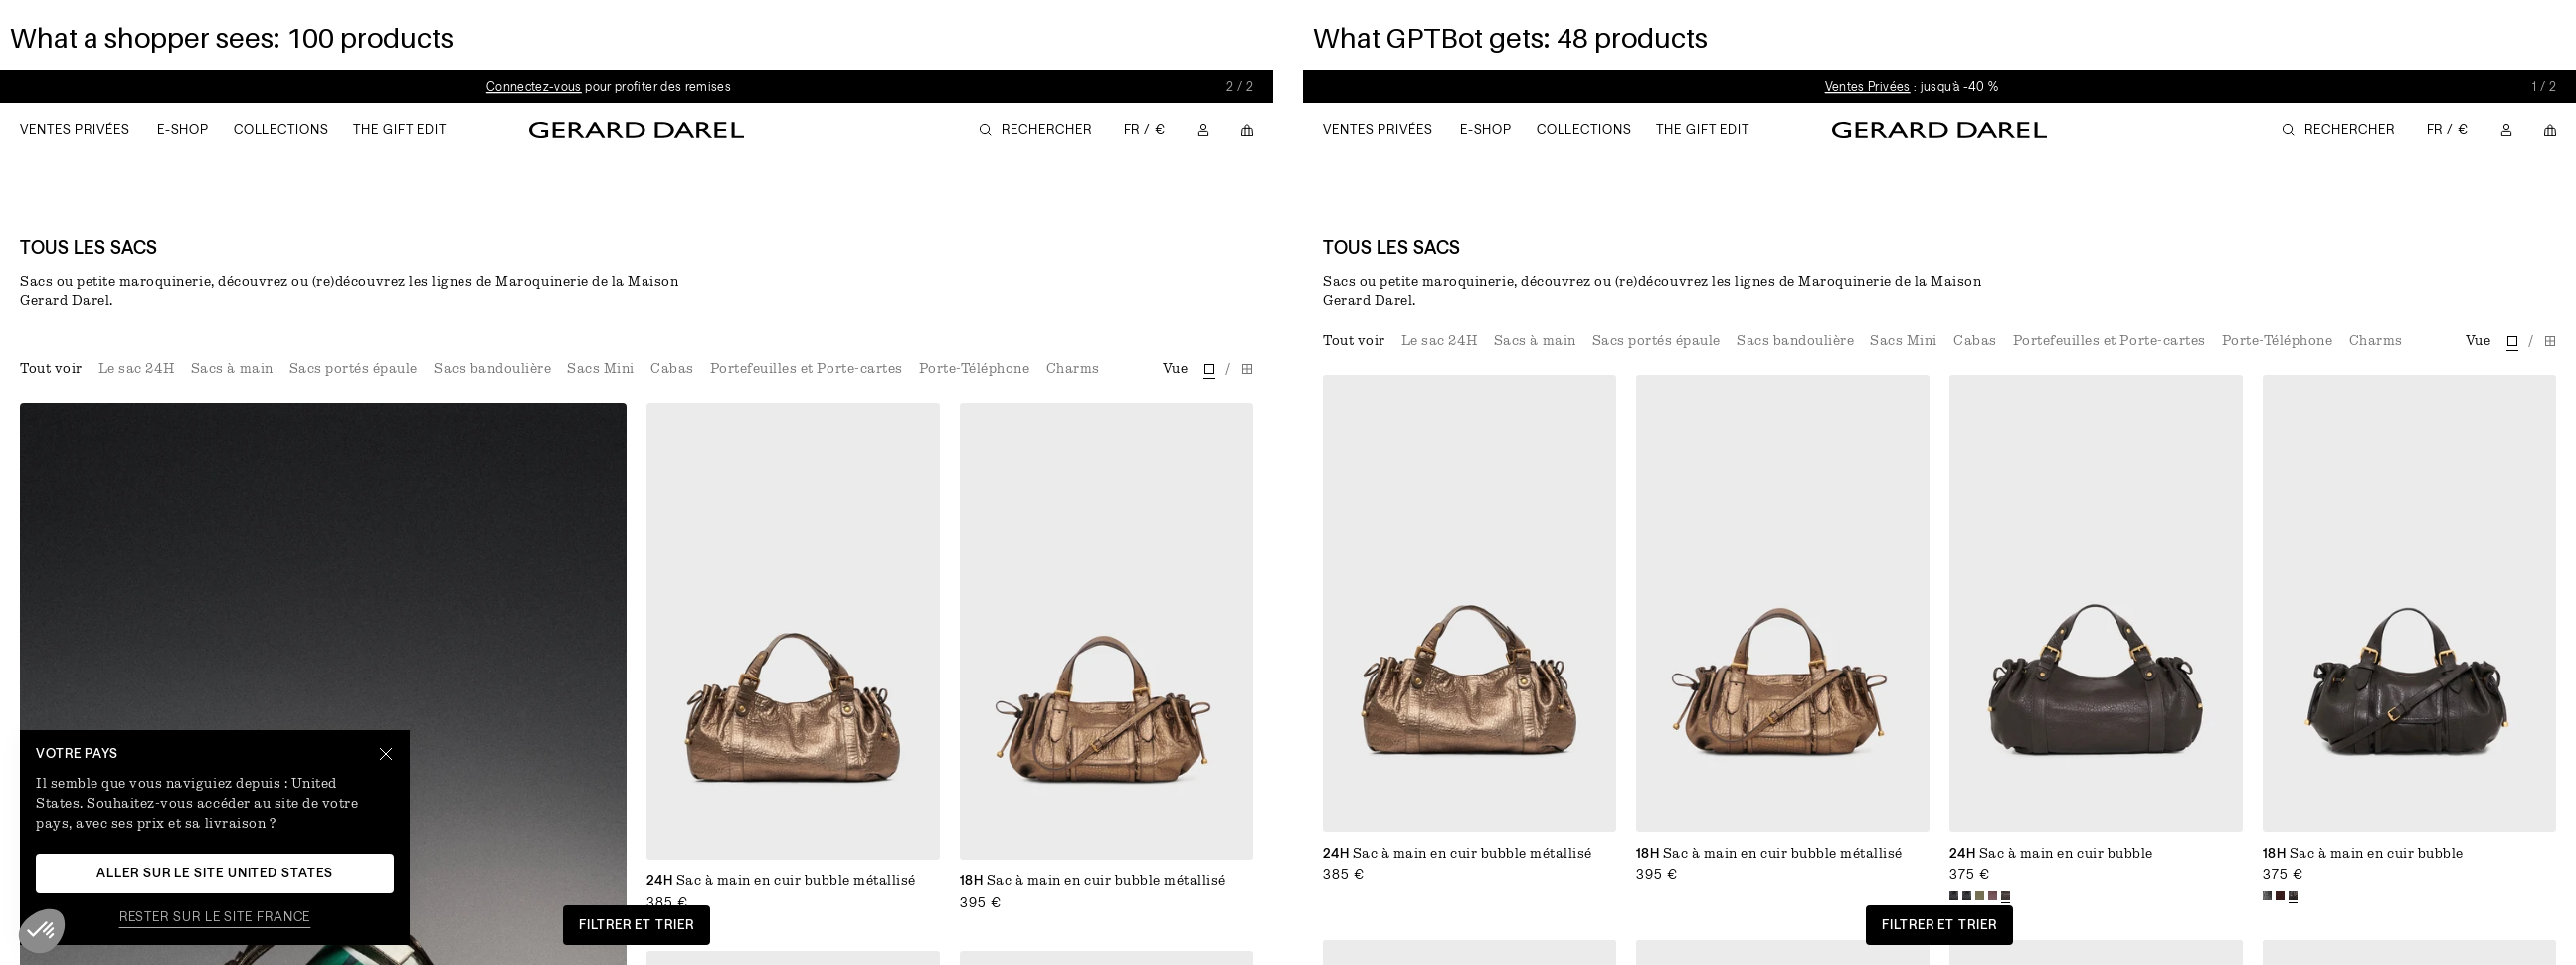 What a shopper sees: 100 products
Connectez-vous pour profiter des remises
2 / 2
VENTES PRIVÉES E-SHOP COLLECTIONS THE GIFT EDIT
GERARD DAREL
RECHERCHER FR / €
TOUS LES SACS
Sacs ou petite maroquinerie, découvrez ou (re)découvrez les lignes de Maroquinerie de la Maison
Gerard Darel.
Tout voir Le sac 24H Sacs à main Sacs portés épaule Sacs bandoulière Sacs Mini Cabas Portefeuilles et Porte-cartes Porte-Téléphone Charms
Vue /
VOTRE PAYS
Il semble que vous naviguiez depuis : United
States. Souhaitez-vous accéder au site de votre
pays, avec ses prix et sa livraison ?
ALLER SUR LE SITE UNITED STATES
RESTER SUR LE SITE FRANCE
24H Sac à main en cuir bubble métallisé
385 €
18H Sac à main en cuir bubble métallisé
395 €
FILTRER ET TRIER
What GPTBot gets: 48 products
Ventes Privées : jusqu'à -40 %
1 / 2
VENTES PRIVÉES E-SHOP COLLECTIONS THE GIFT EDIT
GERARD DAREL
RECHERCHER FR / €
TOUS LES SACS
Sacs ou petite maroquinerie, découvrez ou (re)découvrez les lignes de Maroquinerie de la Maison
Gerard Darel.
Tout voir Le sac 24H Sacs à main Sacs portés épaule Sacs bandoulière Sacs Mini Cabas Portefeuilles et Porte-cartes Porte-Téléphone Charms
Vue /
24H Sac à main en cuir bubble métallisé
385 €
18H Sac à main en cuir bubble métallisé
395 €
24H Sac à main en cuir bubble
375 €
18H Sac à main en cuir bubble
375 €
FILTRER ET TRIER